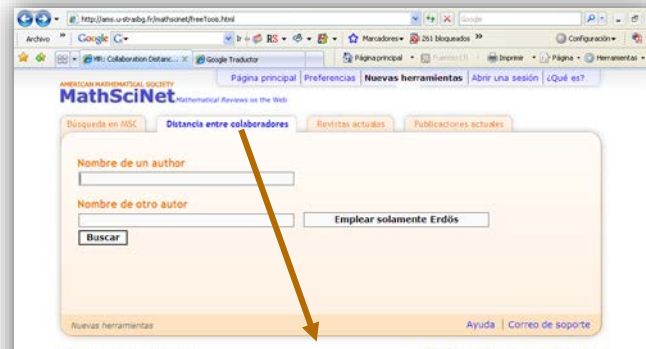 http://ams.u-strasbg.fr/mathscinet/freeTools.html
Google
Archivo
Google
Ir
RS
Marcadores
261 bloqueados
Configuración
MR: Collaboration Distanc...
Google Traductor
Página principal
Imprimir
Página
Herramientas
AMERICAN MATHEMATICAL SOCIETY
Página principal | Preferencias | Nuevas herramientas | Abrir una sesión | ¿Qué es?
MathSciNet Mathematical Reviews on the Web
Búsqueda en MSC
Distancia entre colaboradores
Revistas actuales
Publicaciones actuales
Nombre de un author
Nombre de otro autor
Emplear solamente Erdös
Buscar
Nuevas herramientas
Ayuda | Correo de soporte